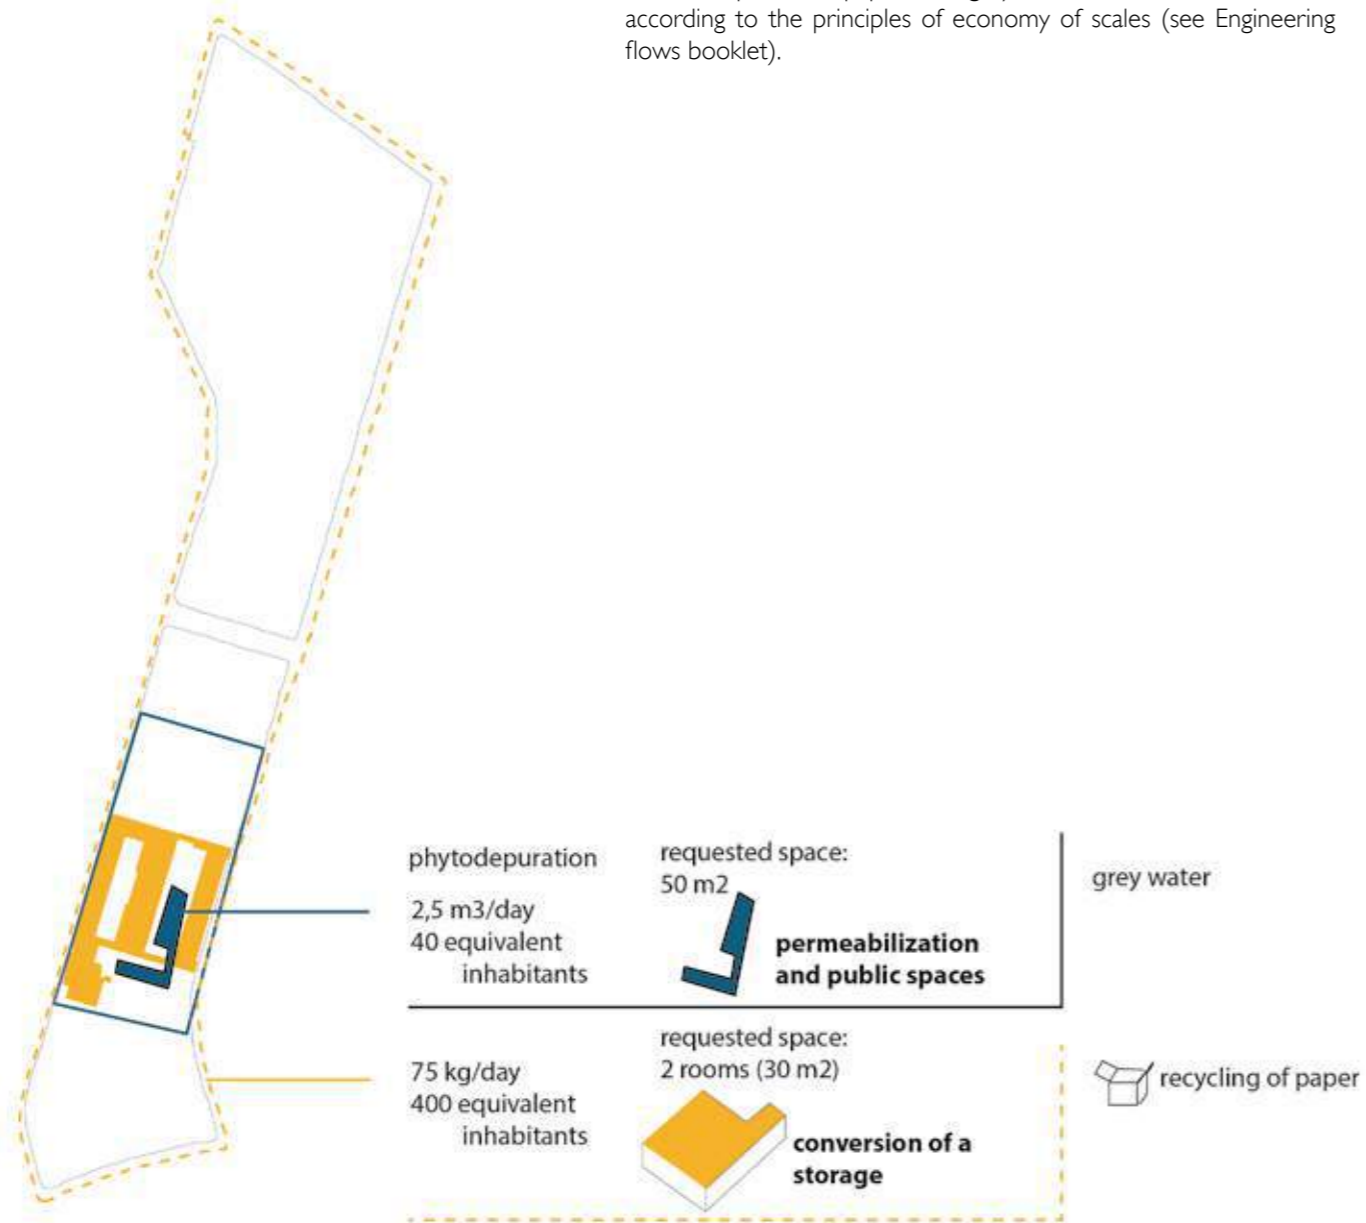 according to the principles of economy of scales (see Engineering
flows booklet).
phytodepuration
2,5 m3/day
40 equivalent
inhabitants
requested space:
50 m2
permeabilization
and public spaces
grey water
75 kg/day
400 equivalent
inhabitants
requested space:
2 rooms (30 m2)
conversion of a
storage
recycling of paper